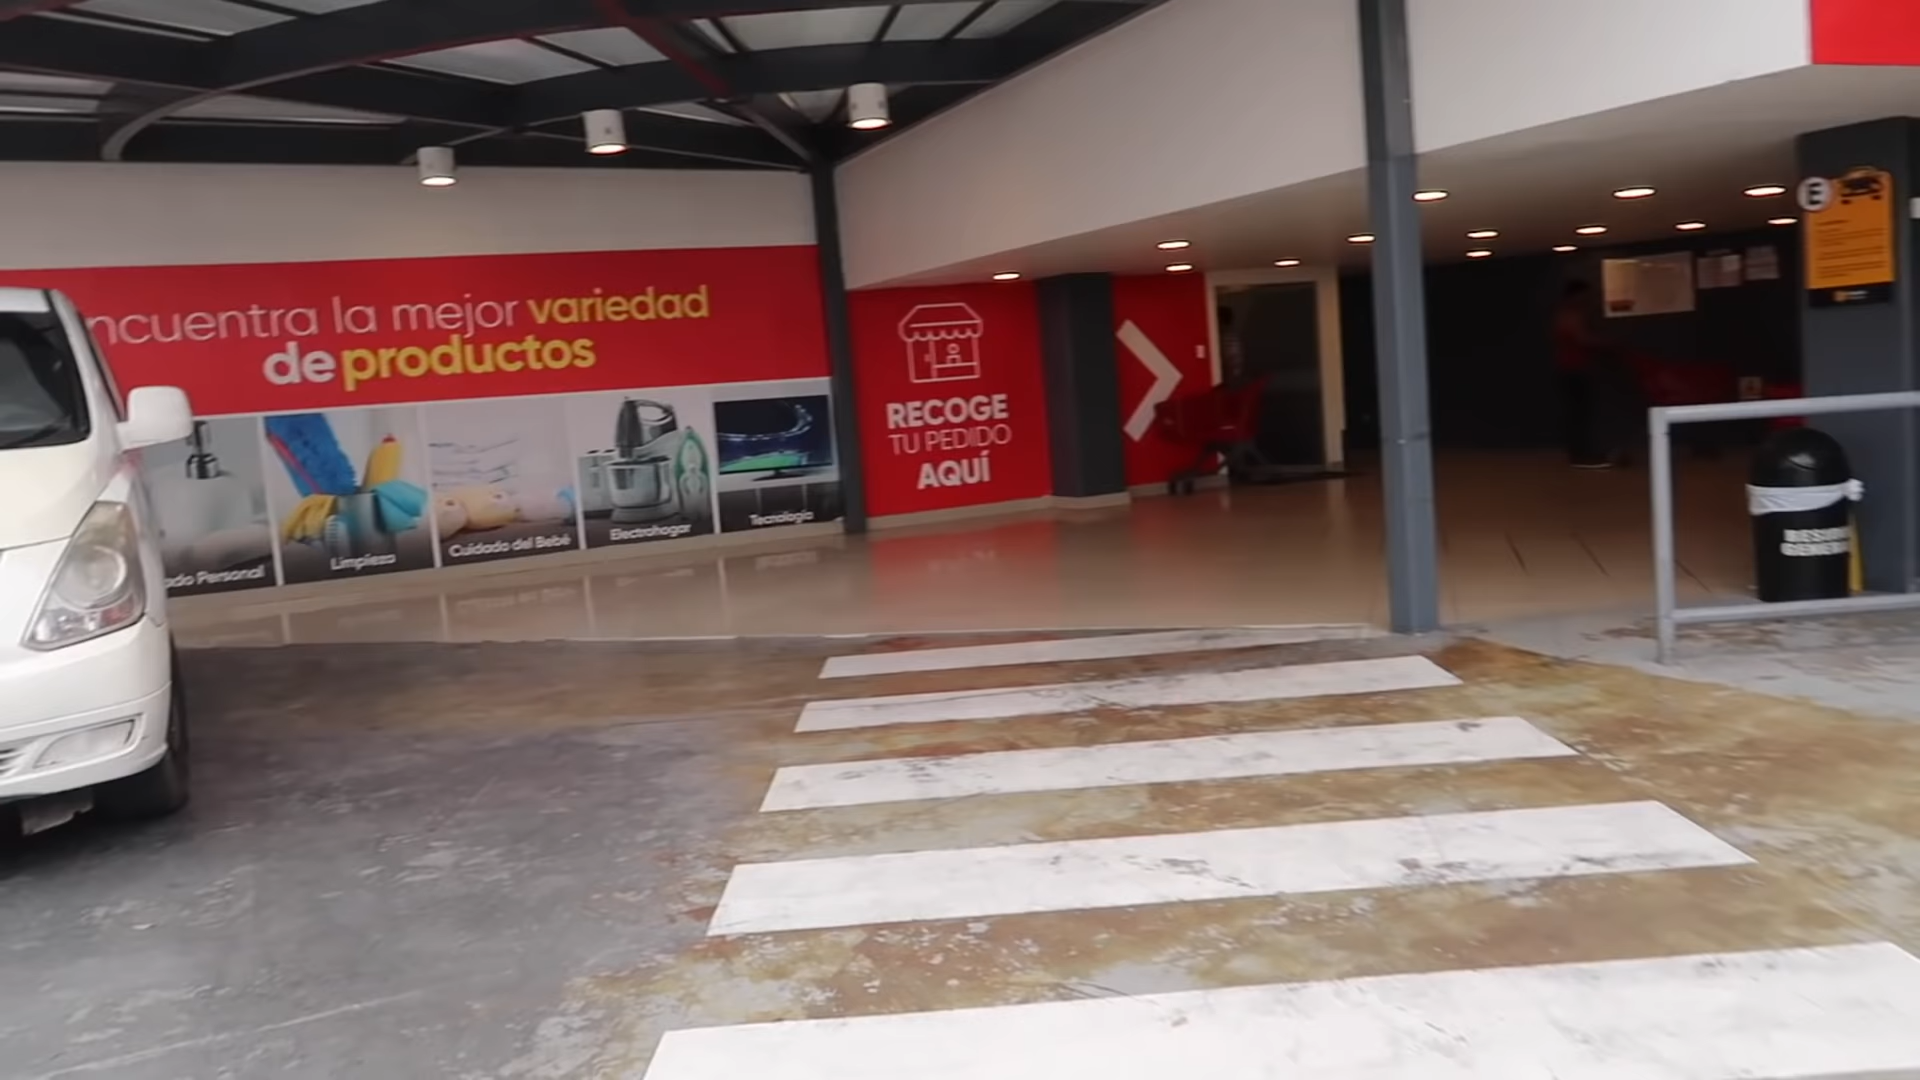 ncuentra la mejor variedad
de productos
ado Personal
Limpieza
Cuidado del Bebé
Electrohogar
Tecnología
RECOGE
TU PEDIDO
AQUÍ
E